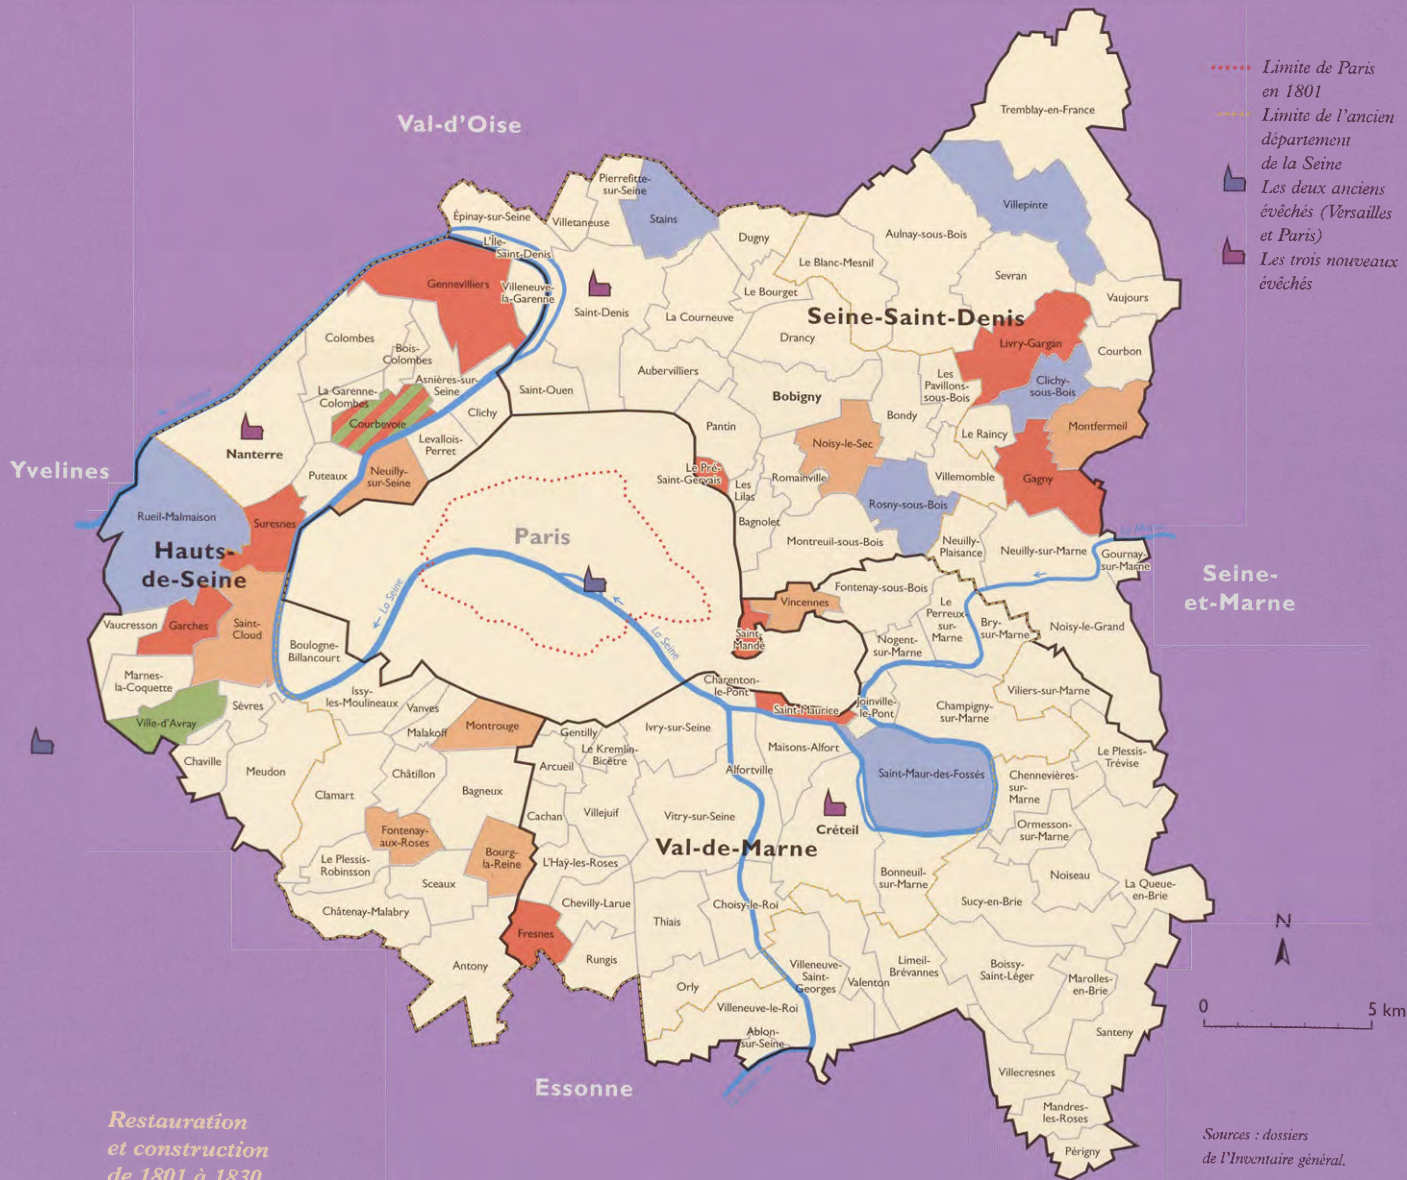 Limite de Paris
en 1801
Limite de l'ancien
département
de la Seine
Les deux anciens
évêchés (Versailles
et Paris)
Les trois nouveaux
évêchés
Val-d'Oise
Tremblay-en-France
Pierrefitte-
sur-Seine
Stains
Villepinte
Épinay-sur-Seine
Villetaneuse
L'Île-
Saint-Denis
Dugny
Aulnay-sous-Bois
Le Blanc-Mesnil
Sevran
Gennevilliers
Villeneuve-
la-Garenne
Saint-Denis
Le Bourget
Vaujours
La Courneuve
Seine-Saint-Denis
Colombes
Bois-
Colombes
Drancy
Livry-Gargan
Courbon
Aubervilliers
La Garenne-
Colombes
Asnières-sur-
Seine
Saint-Ouen
Bobigny
Les
Pavillons-
sous-Bois
Clichy-
sous-Bois
Courbevoie
Clichy
Pantin
Bondy
Montfermeil
Levallois-
Perret
Noisy-le-Sec
Le Raincy
Nanterre
Yvelines
Puteaux
Neuilly-
sur-Seine
Le Pré-
Saint-Gervais
Les
Lilas
Romainville
Villemomble
Gagny
Rosny-sous-Bois
Rueil-Malmaison
Suresnes
Bagnolet
Paris
Montreuil-sous-Bois
Neuilly-
Plaisance
Neuilly-sur-Marne
La Marne
Gournay-
sur-Marne
Hauts-
de-Seine
Seine-
et-Marne
La Seine
La Seine
Fontenay-sous-Bois
Vincennes
Le
Perreux-
sur-
Marne
Bry-
sur-Marne
Noisy-le-Grand
Vaucresson
Garches
Saint-
Cloud
Saint-
Mandé
Nogent-
sur-Marne
Boulogne-
Billancourt
Marnes-
la-Coquette
Charenton-
le-Pont
Issy-
les-Moulineaux
Viliers-sur-Marne
Sèvres
Vanves
Saint-Maurice
Joinville-
le-Pont
Champigny-
sur-Marne
Ville-d'Avray
Malakoff
Montrouge
Gentilly
Ivry-sur-Seine
Le Kremlin-
Bicêtre
Maisons-Alfort
Le Plessis-
Trévise
Chaville
Meudon
Châtillon
Arcueil
Alfortville
Saint-Maur-des-Fossés
Chennevières-
sur-
Marne
Clamart
Bagneux
Cachan
Villejuif
Vitry-sur-Seine
Créteil
Ormesson-
sur-Marne
Fontenay-
aux-Roses
Val-de-Marne
Bourg-
la-Reine
L'Haÿ-les-Roses
Le Plessis-
Robinsson
Sceaux
Bonneuil-
sur-Marne
Noiseau
La Queue-
en-Brie
Châtenay-Malabry
Chevilly-Larue
Choisy-le-Roi
Sucy-en-Brie
Thiais
Fresnes
Antony
Rungis
Villeneuve-
Saint-
Georges
Limeil-
Brévannes
Boissy-
Saint-Léger
Marolles-
en-Brie
Valenton
Orly
Villeneuve-le-Roi
Ablon-
sur-Seine
Santeny
Villecresnes
Essonne
Mandres-
les-Roses
Périgny
N
0 5 km
Restauration
et construction
de 1801 à 1830
Sources : dossiers
de l'Inventaire général.